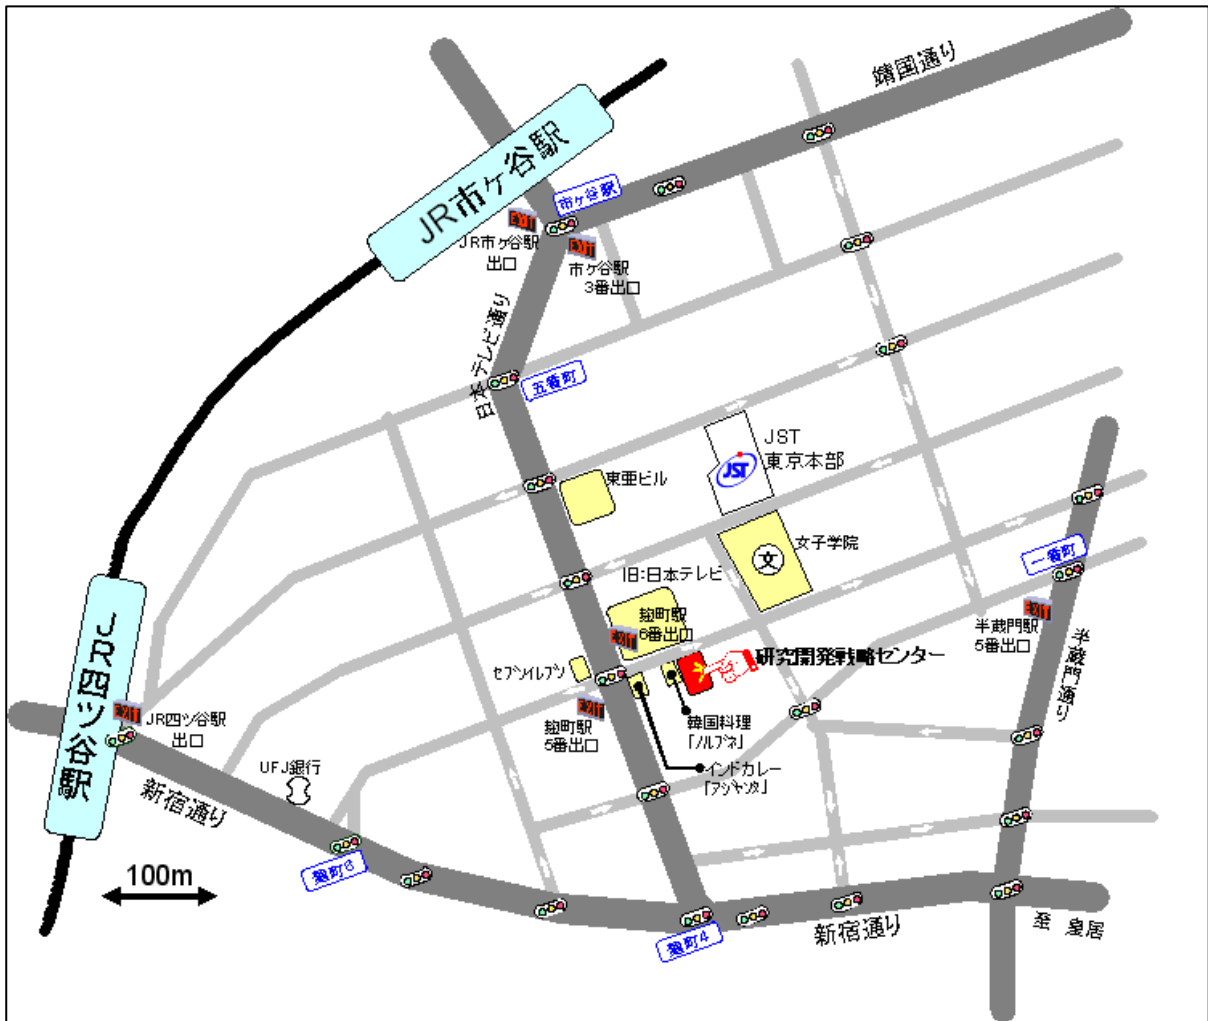 靖国通り
JR市ヶ谷駅
市ヶ谷駅
EXIT
JR市ヶ谷駅
出口
EXIT
市ケ谷駅
3番出口
日本テレビ通り
五番町
JST
東京本部
JST
東亜ビル
女子学院
文
旧:日本テレビ
麹町駅
6番出口
EXIT
一番町
EXIT
半蔵門駅
5番出口
半蔵門通り
研究開発戦略センター
セブンイレブン
EXIT
麹町駅
5番出口
韓国料理
「ノルブネ」
インドカレー
「アジャンタ」
JR四ツ谷駅
EXIT
JR四ツ谷駅
出口
UFJ銀行
新宿通り
麹町6
100m
麹町4
新宿通り
至 皇居